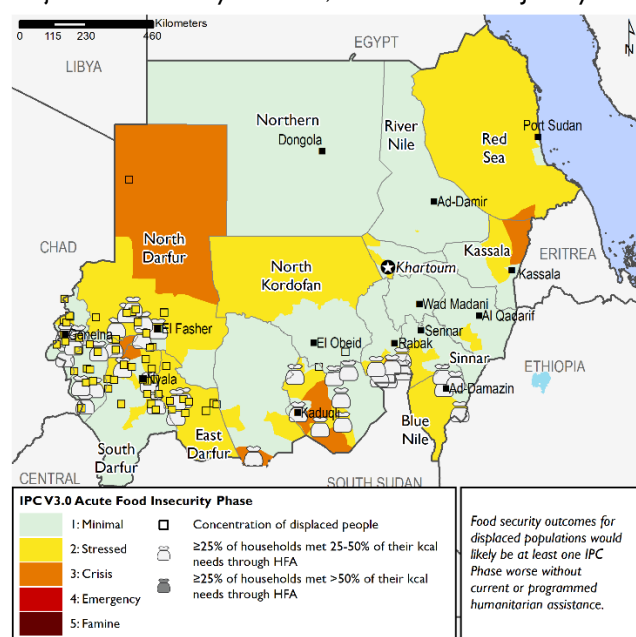 Kilometers
0 115 230 460
N
LIBYA
EGYPT
Northern
Dongola
River
Nile
Port Sudan
Red
Sea
Ad-Damir
CHAD
North
Darfur
Kassala
ERITREA
North
Kordofan
Khartoum
Kassala
Wad Madani
Al Qadarif
Geneina
El Fasher
Sennar
El Obeid
Rabak
Sinnar
ETHIOPIA
Nyala
Ad-Damazin
Kaduqli
Blue
Nile
East
Darfur
South
Darfur
CENTRAL
SOUTH SUDAN
IPC V3.0 Acute Food Insecurity Phase
1: Minimal
2: Stressed
3: Crisis
4: Emergency
5: Famine
Concentration of displaced people
≥25% of households met 25-50% of their kcal
needs through HFA
≥25% of households met >50% of their kcal
needs through HFA
Food security outcomes for
displaced populations would
likely be at least one IPC
Phase worse without
current or programmed
humanitarian assistance.